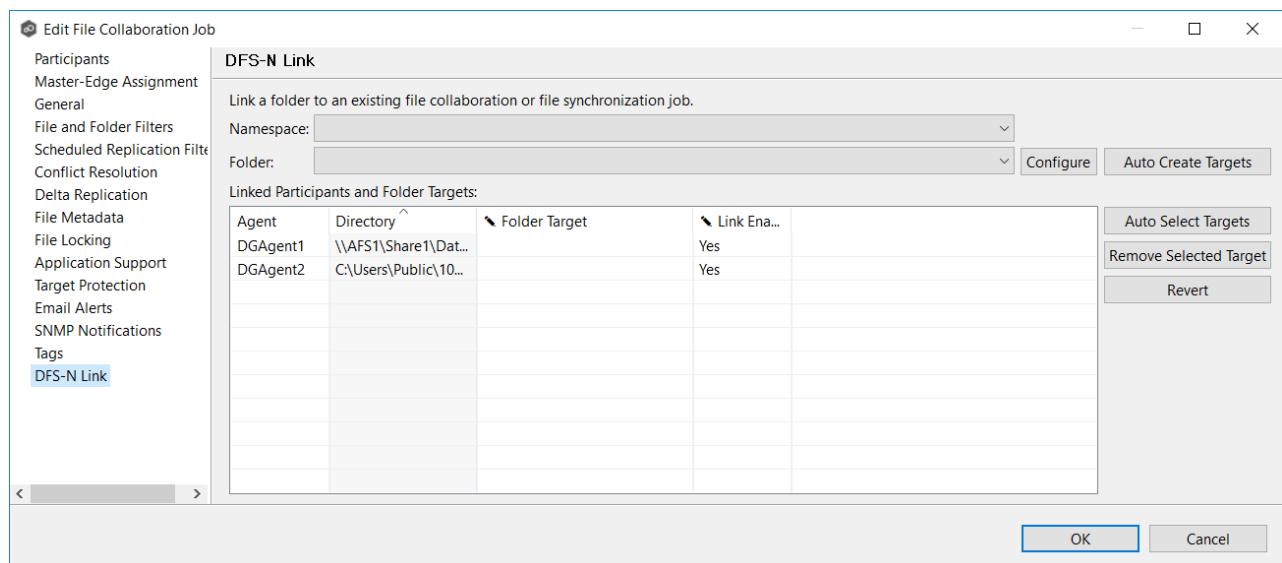 Edit File Collaboration Job
Participants
Master-Edge Assignment
General
File and Folder Filters
Scheduled Replication Filte
Conflict Resolution
Delta Replication
File Metadata
File Locking
Application Support
Target Protection
Email Alerts
SNMP Notifications
Tags
DFS-N Link
DFS-N Link
Link a folder to an existing file collaboration or file synchronization job.
Namespace:
Folder: Configure Auto Create Targets
Linked Participants and Folder Targets:
Agent Directory Folder Target Link Ena...
DGAgent1 \\AFS1\Share1\Dat... Yes
DGAgent2 C:\Users\Public\10... Yes
Auto Select Targets
Remove Selected Target
Revert
OK Cancel